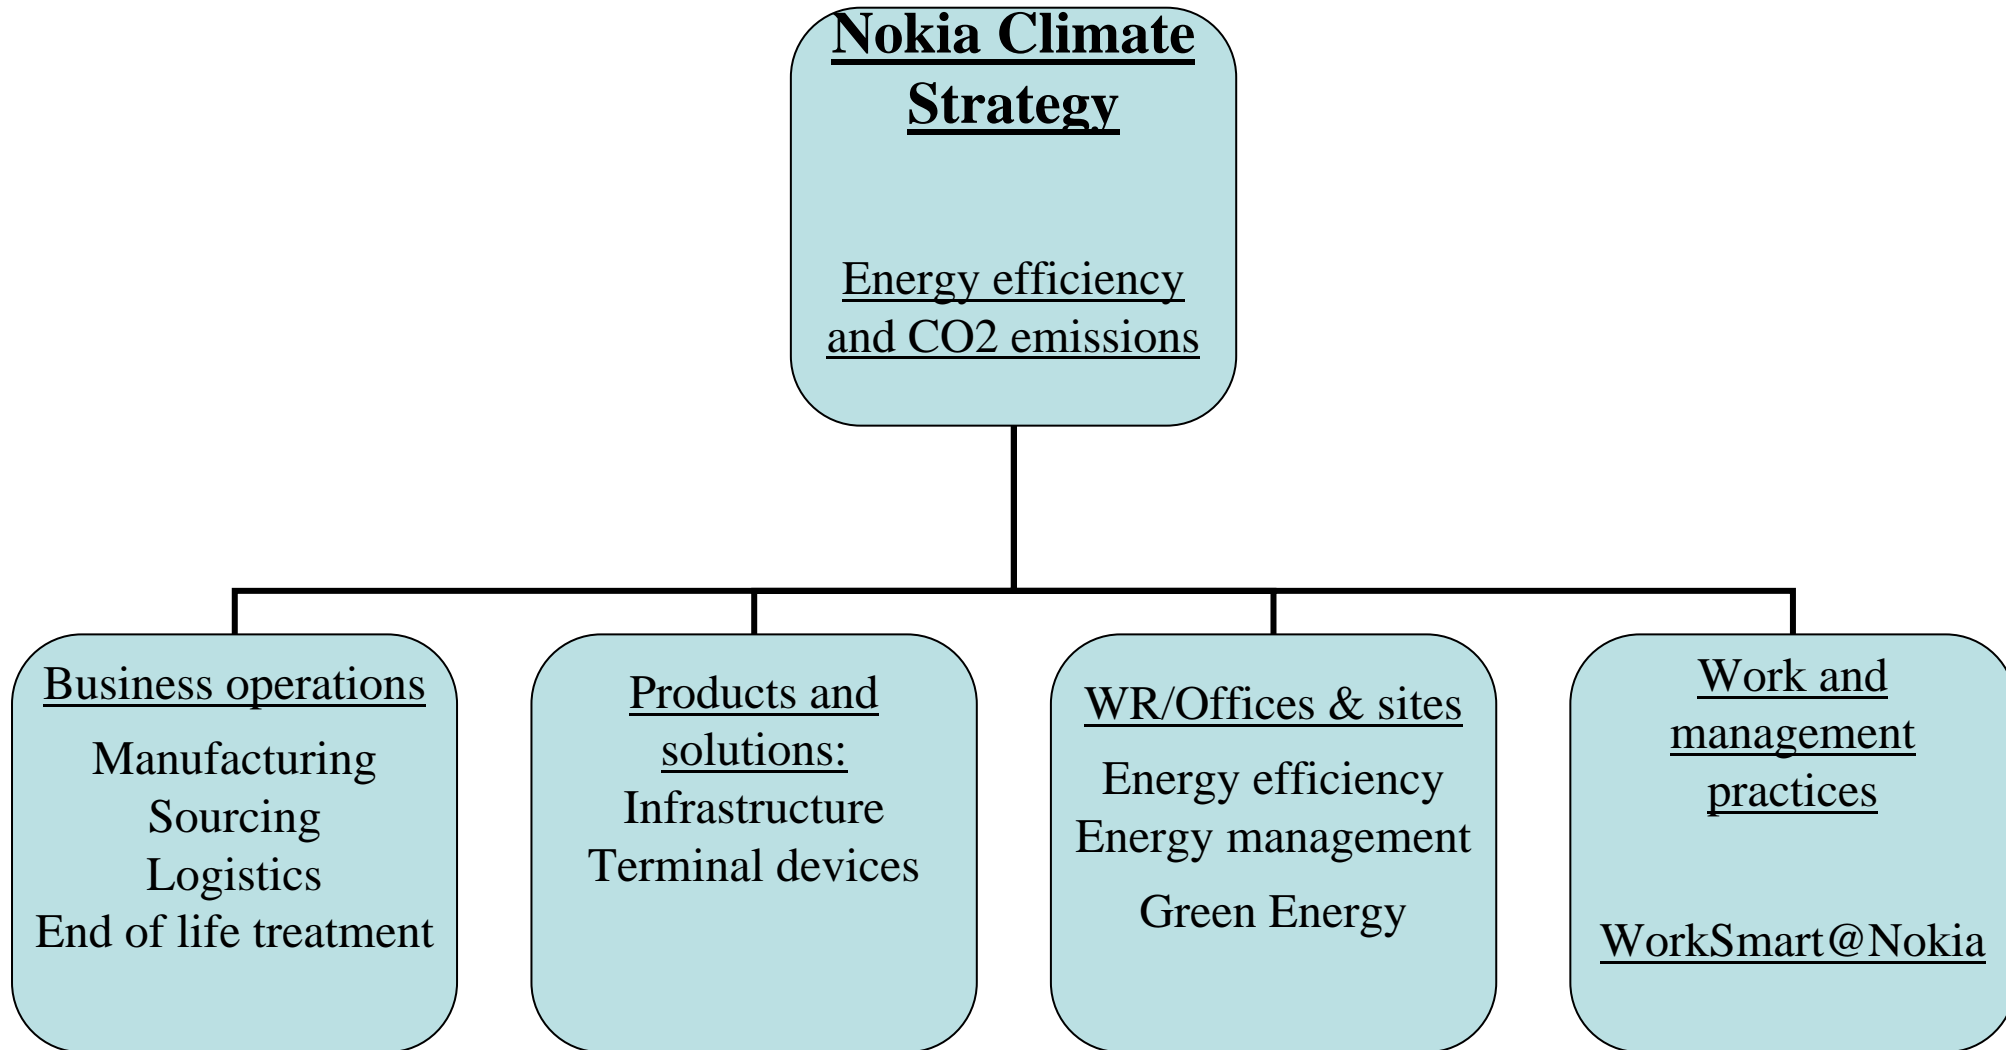 Nokia Climate
Strategy
Energy efficiency
and CO2 emissions
Business operations
Manufacturing
Sourcing
Logistics
End of life treatment
Products and
solutions:
Infrastructure
Terminal devices
WR/Offices & sites
Energy efficiency
Energy management
Green Energy
Work and
management
practices
WorkSmart@Nokia